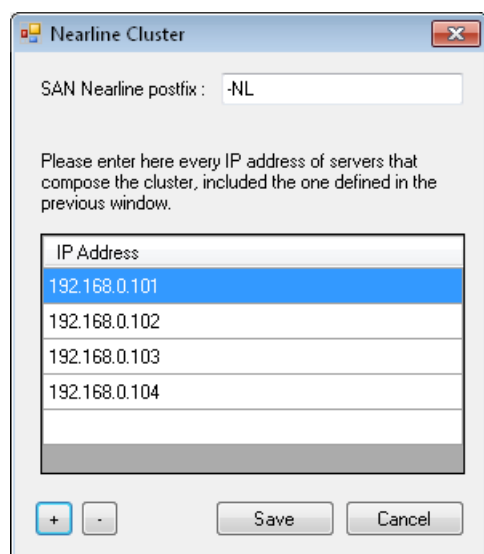 Nearline Cluster
SAN Nearline postfix : -NL
Please enter here every IP address of servers that
compose the cluster, included the one defined in the
previous window.
IP Address
192.168.0.101
192.168.0.102
192.168.0.103
192.168.0.104
+ - Save Cancel